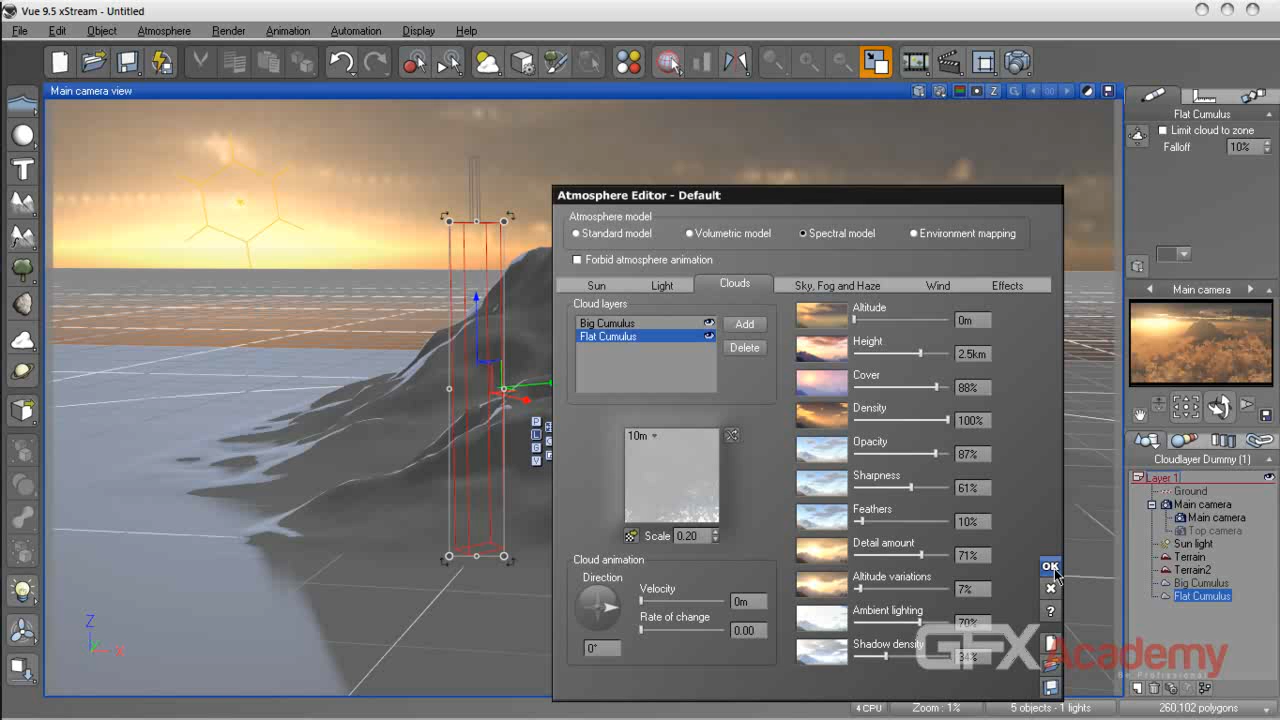 Vue 9.5 xStream - Untitled
File Edit Object Atmosphere Render Animation Automation Display Help
Main camera view
Z
Flat Cumulus
Limit cloud to zone
Falloff 10%
Atmosphere Editor - Default
Atmosphere model
Standard model Volumetric model Spectral model Environment mapping
Forbid atmosphere animation
Sun Light Clouds Sky, Fog and Haze Wind Effects
Cloud layers
Big Cumulus
Flat Cumulus
Add
Delete
10m
Scale 0.20
Cloud animation
Direction
0°
Velocity
0m
Rate of change
0.00
Altitude
0m
Height
2.5km
Cover
88%
Density
100%
Opacity
87%
Sharpness
61%
Feathers
10%
Detail amount
71%
Altitude variations
7%
Ambient lighting
70%
Shadow density
OK
?
Main camera
Cloudlayer Dummy (1)
Layer 1
Ground
Main camera
Main camera
Top camera
Sun light
Terrain
Terrain2
Big Cumulus
Flat Cumulus
Z
X
GFXAcademy
4 CPU Zoom : 1% 5 objects - 1 lights 260,102 polygons